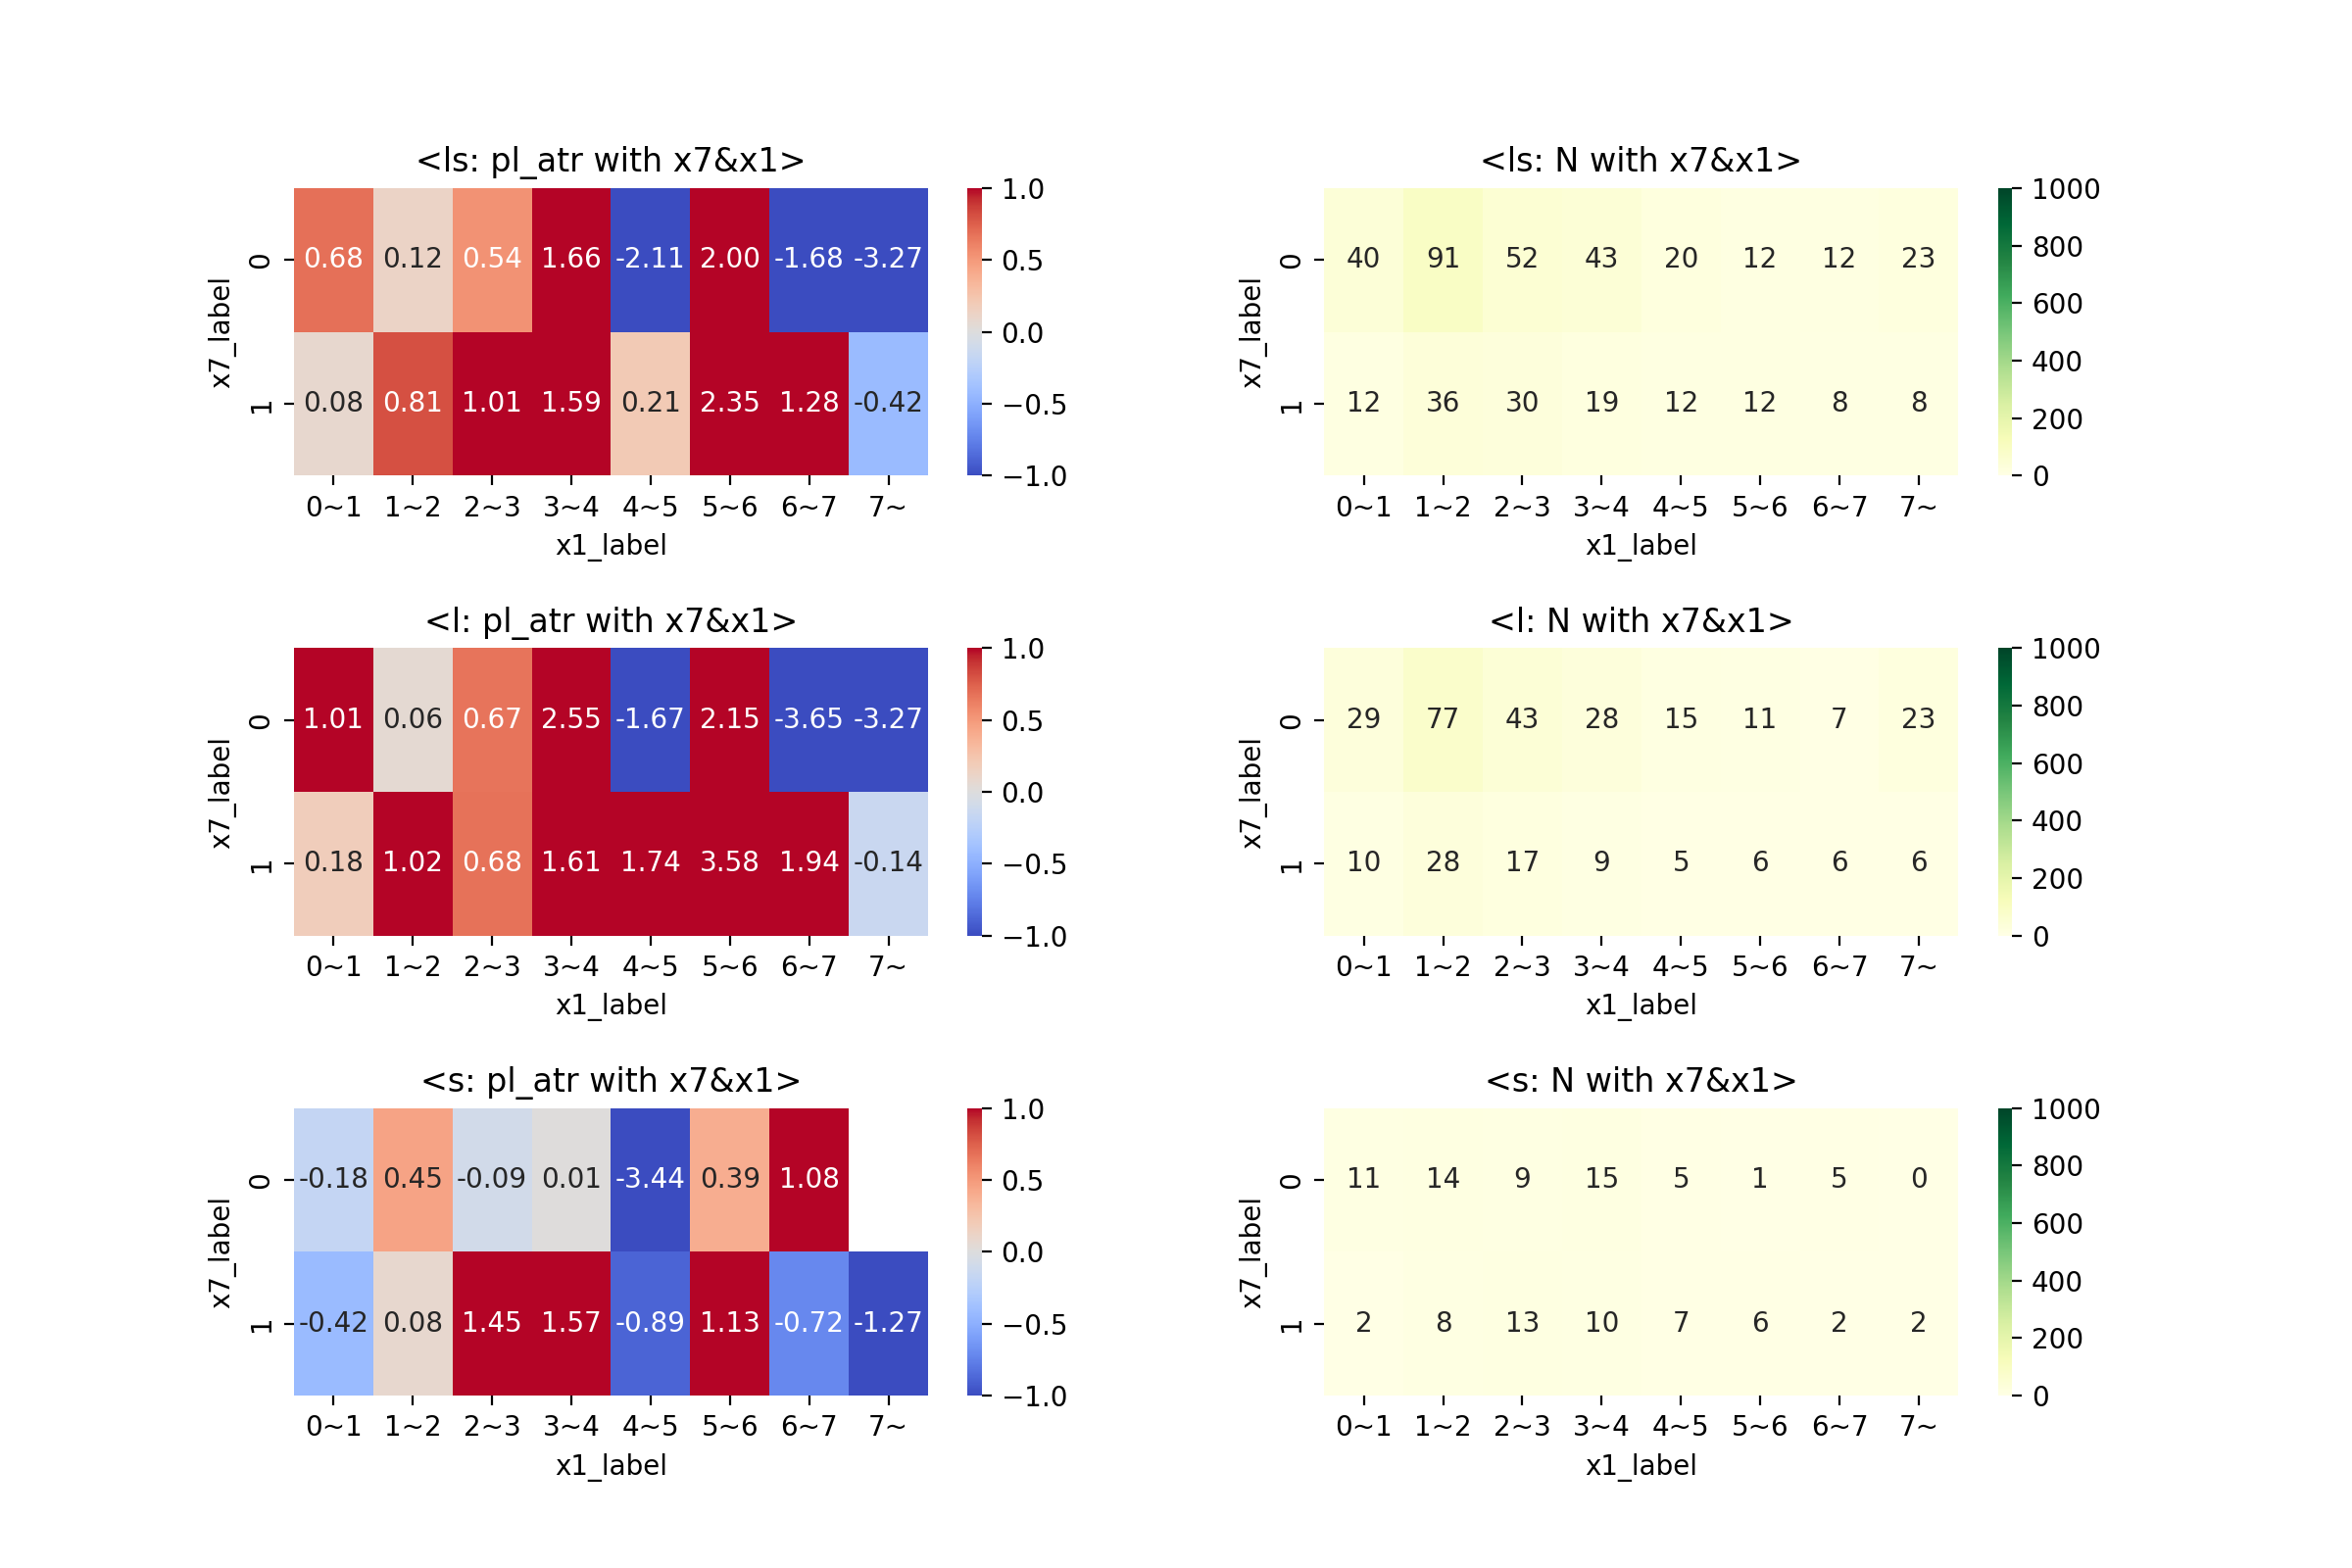 <ls: pl_atr with x7&x1>
0.68 0.12 0.54 1.66 -2.11 2.00 -1.68 -3.27
0.08 0.81 1.01 1.59 0.21 2.35 1.28 -0.42
0
1
x7_label
0~1 1~2 2~3 3~4 4~5 5~6 6~7 7~
x1_label
1.0
0.5
0.0
−0.5
−1.0
<ls: N with x7&x1>
40 91 52 43 20 12 12 23
12 36 30 19 12 12 8 8
0
1
x7_label
0~1 1~2 2~3 3~4 4~5 5~6 6~7 7~
x1_label
1000
800
600
400
200
0
<l: pl_atr with x7&x1>
1.01 0.06 0.67 2.55 -1.67 2.15 -3.65 -3.27
0.18 1.02 0.68 1.61 1.74 3.58 1.94 -0.14
0
1
x7_label
0~1 1~2 2~3 3~4 4~5 5~6 6~7 7~
x1_label
1.0
0.5
0.0
−0.5
−1.0
<l: N with x7&x1>
29 77 43 28 15 11 7 23
10 28 17 9 5 6 6 6
0
1
x7_label
0~1 1~2 2~3 3~4 4~5 5~6 6~7 7~
x1_label
1000
800
600
400
200
0
<s: pl_atr with x7&x1>
-0.18 0.45 -0.09 0.01 -3.44 0.39 1.08
-0.42 0.08 1.45 1.57 -0.89 1.13 -0.72 -1.27
0
1
x7_label
0~1 1~2 2~3 3~4 4~5 5~6 6~7 7~
x1_label
1.0
0.5
0.0
−0.5
−1.0
<s: N with x7&x1>
11 14 9 15 5 1 5 0
2 8 13 10 7 6 2 2
0
1
x7_label
0~1 1~2 2~3 3~4 4~5 5~6 6~7 7~
x1_label
1000
800
600
400
200
0